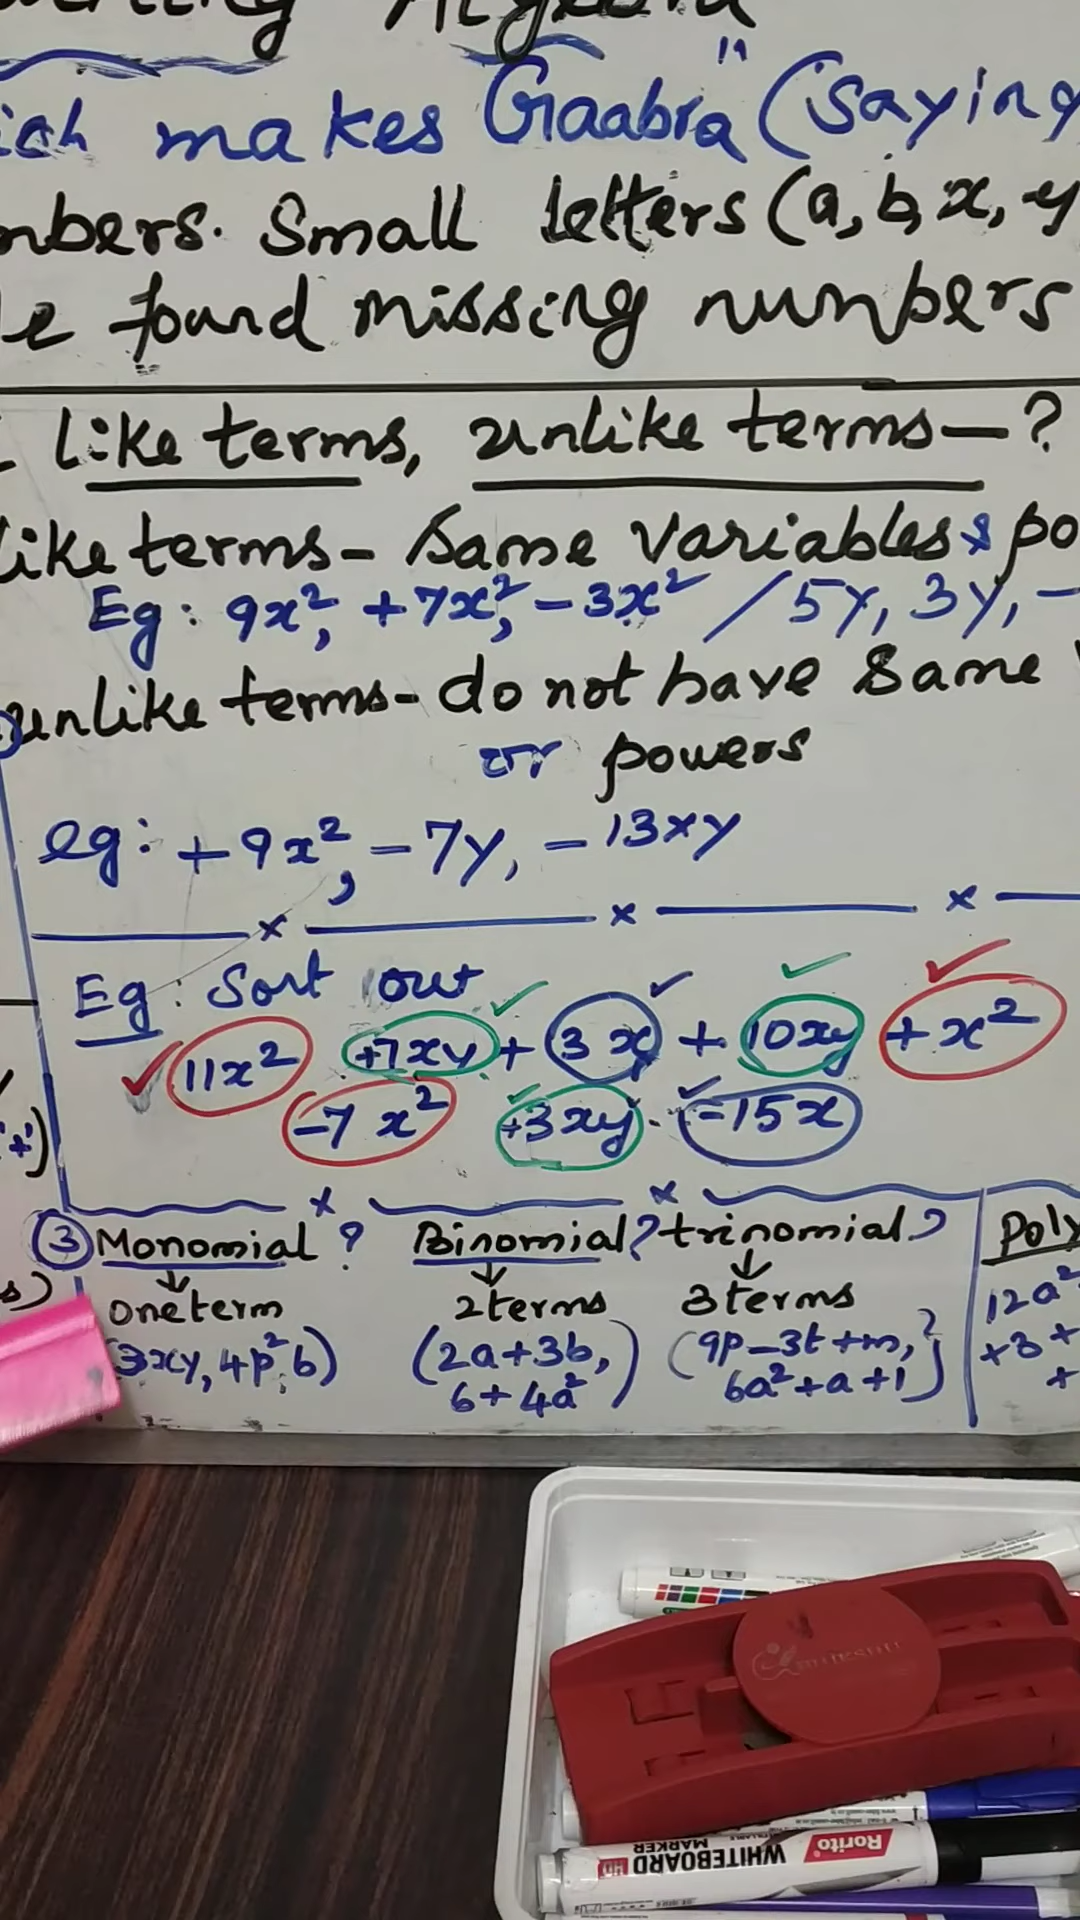 makes Gaabra" (Saying
Small letters (a, b, x, y
found missing numbers
Like terms, unlike terms—?
like terms- Same Variables &
Eg: 9x², +7x², -3x² / 5y, 3y, -
unlike terms- do not have same
or powers
eg: +9x², -7y, -13xy
Eg: Sort out
11x² +7xy + 3x + 10xy + x²
-7x² +3xy - -15x
③ Monomial? Binomial? trinomial? Poly
↓ ↓ ↓
one term 2 terms 3 terms 12a²
(3xy, 4p²b) (2a+3b, (9p-3t+m, +3+
6+4a²) 6a²+a+1) +
Rorito
WHITEBOARD
MARKER